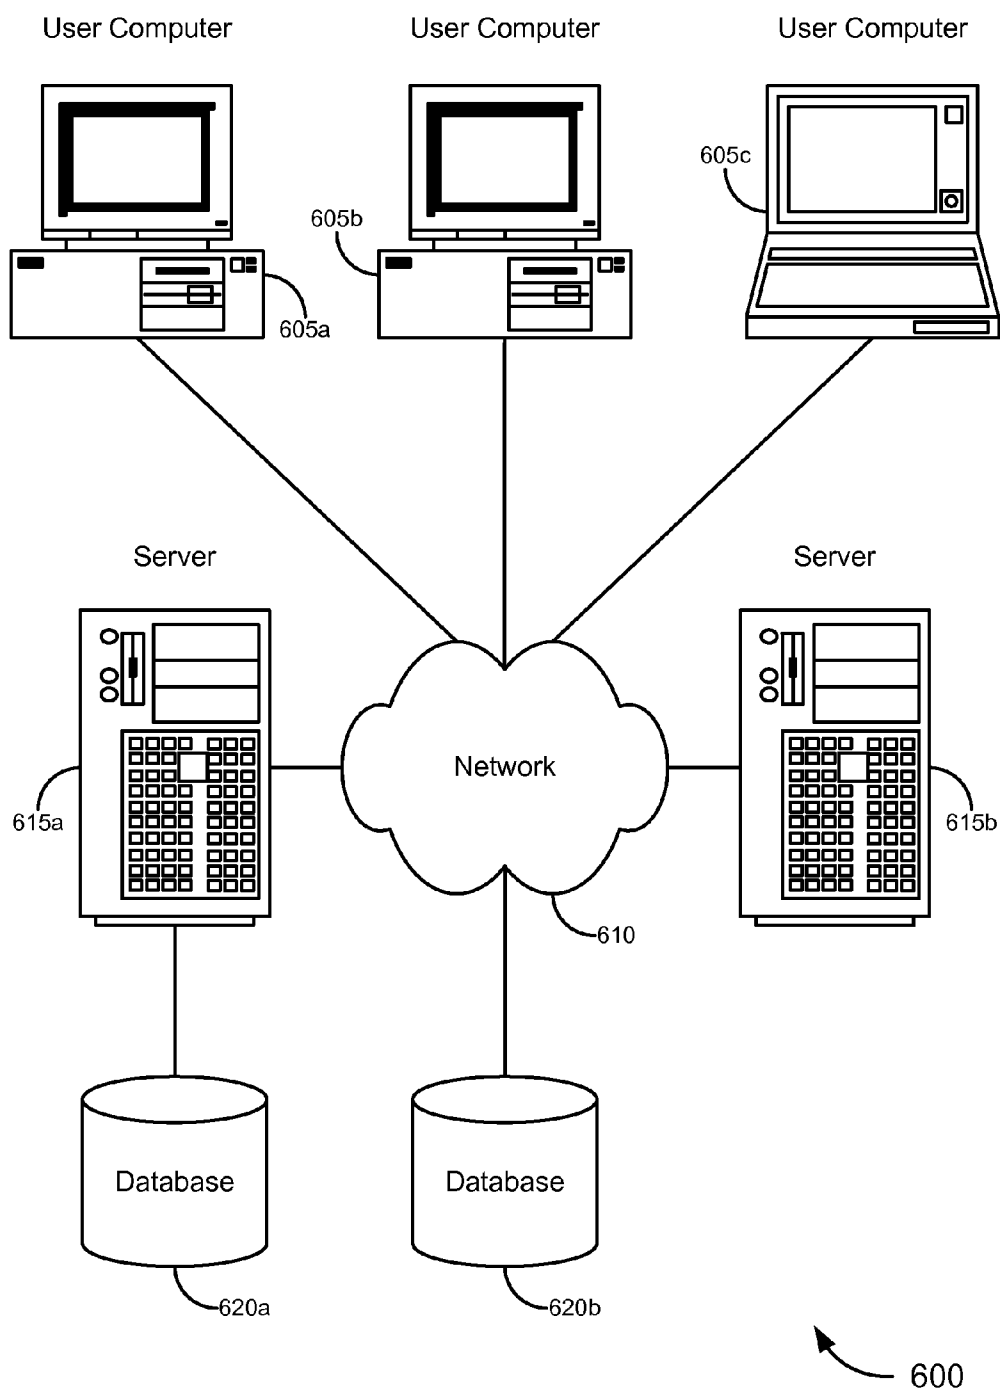 User Computer
User Computer
User Computer
605a
605b
605c
Server
Server
Network
615a
615b
610
Database
Database
620a
620b
600